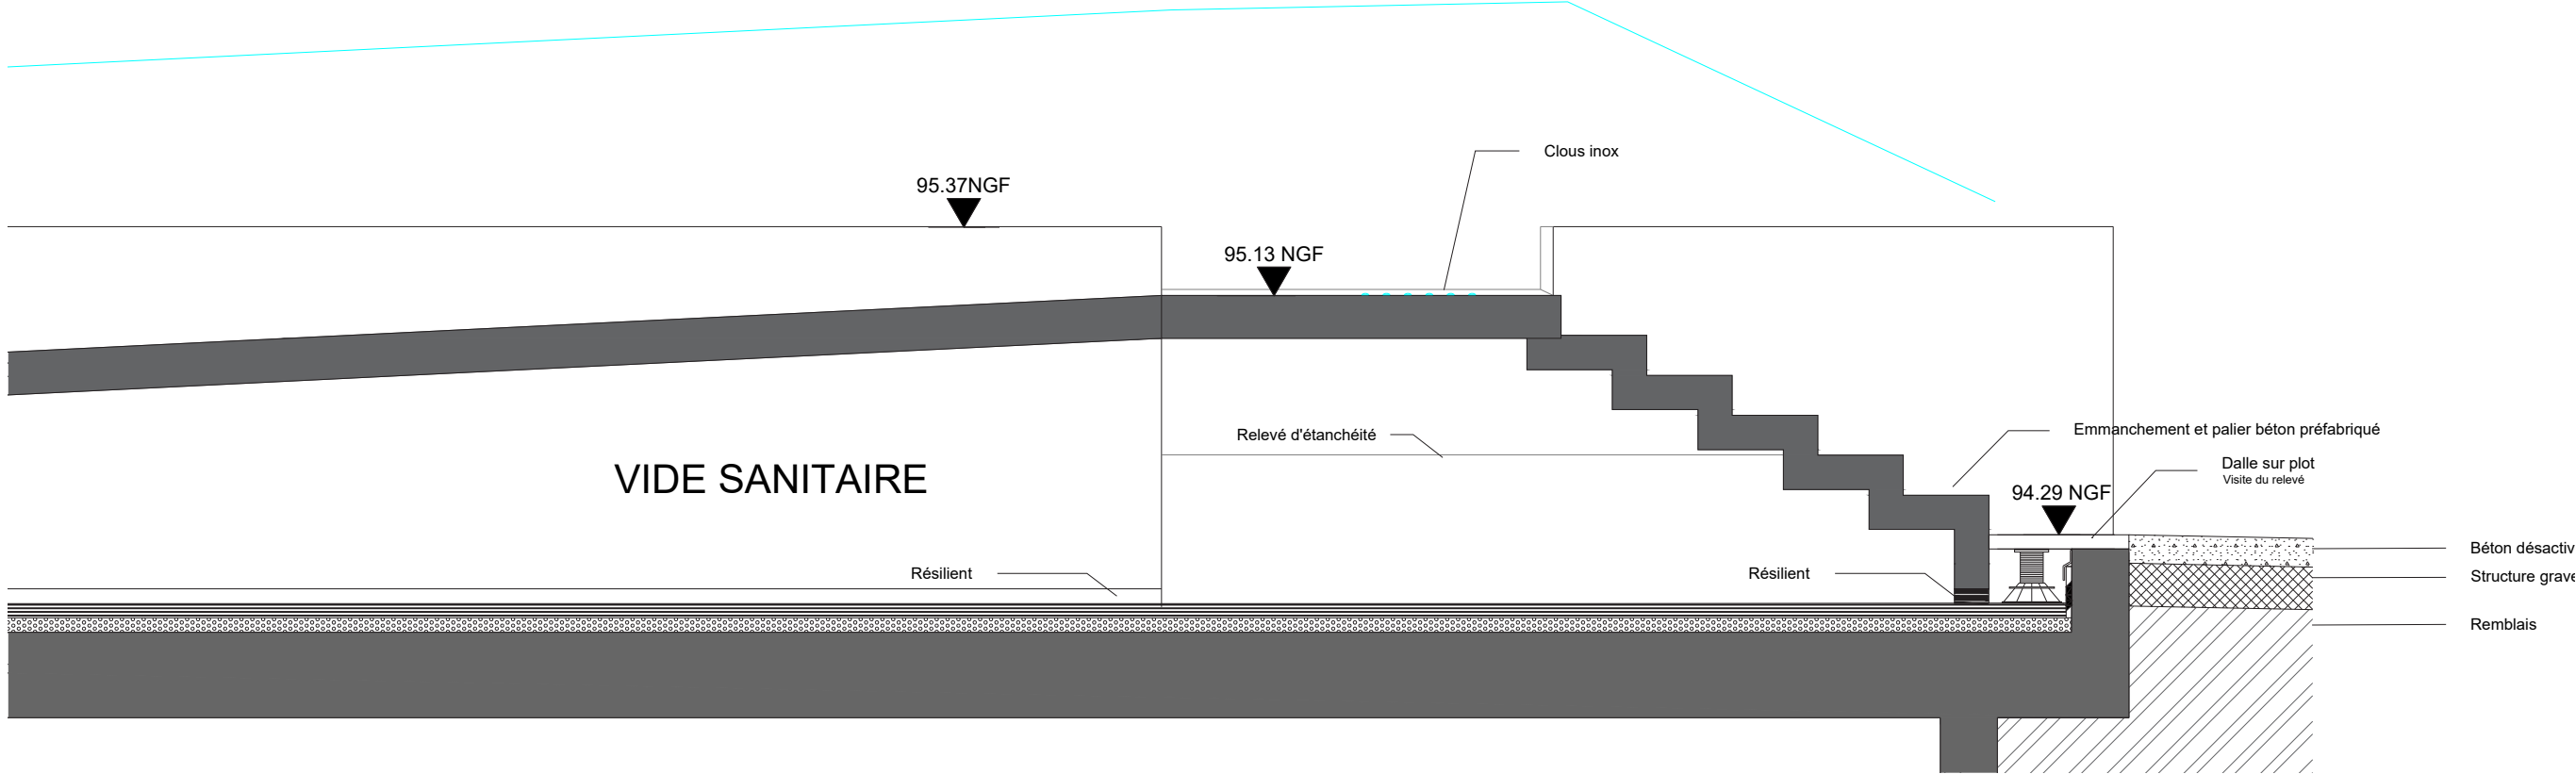 Clous inox
95.37NGF
95.13 NGF
Relevé d'étanchéité
Emmanchement et palier béton préfabriqué
VIDE SANITAIRE
Dalle sur plot
Visite du relevé
94.29 NGF
Résilient
Résilient
Béton désactiv
Structure grave
Remblais